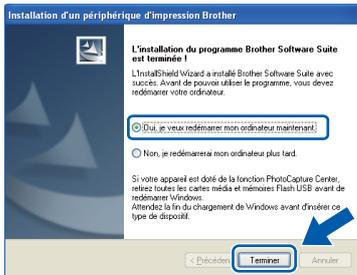 Installation d'un périphérique d'impression Brother
L'installation du programme Brother Software Suite
est terminée !
L'InstallShield Wizard a installé Brother Software Suite avec
succès. Avant de pouvoir utiliser le programme, vous devez
redémarrer votre ordinateur.
Oui, je veux redémarrer mon ordinateur maintenant.
Non, je redémarrerai mon ordinateur plus tard.
Si votre appareil est doté de la fonction PhotoCapture Center,
retirez toutes les cartes média et mémoires Flash USB avant de
redémarrer Windows.
Attendez la fin du chargement de Windows avant d'insérer ce
type de dispositif.
< Précéden Terminer Annuler